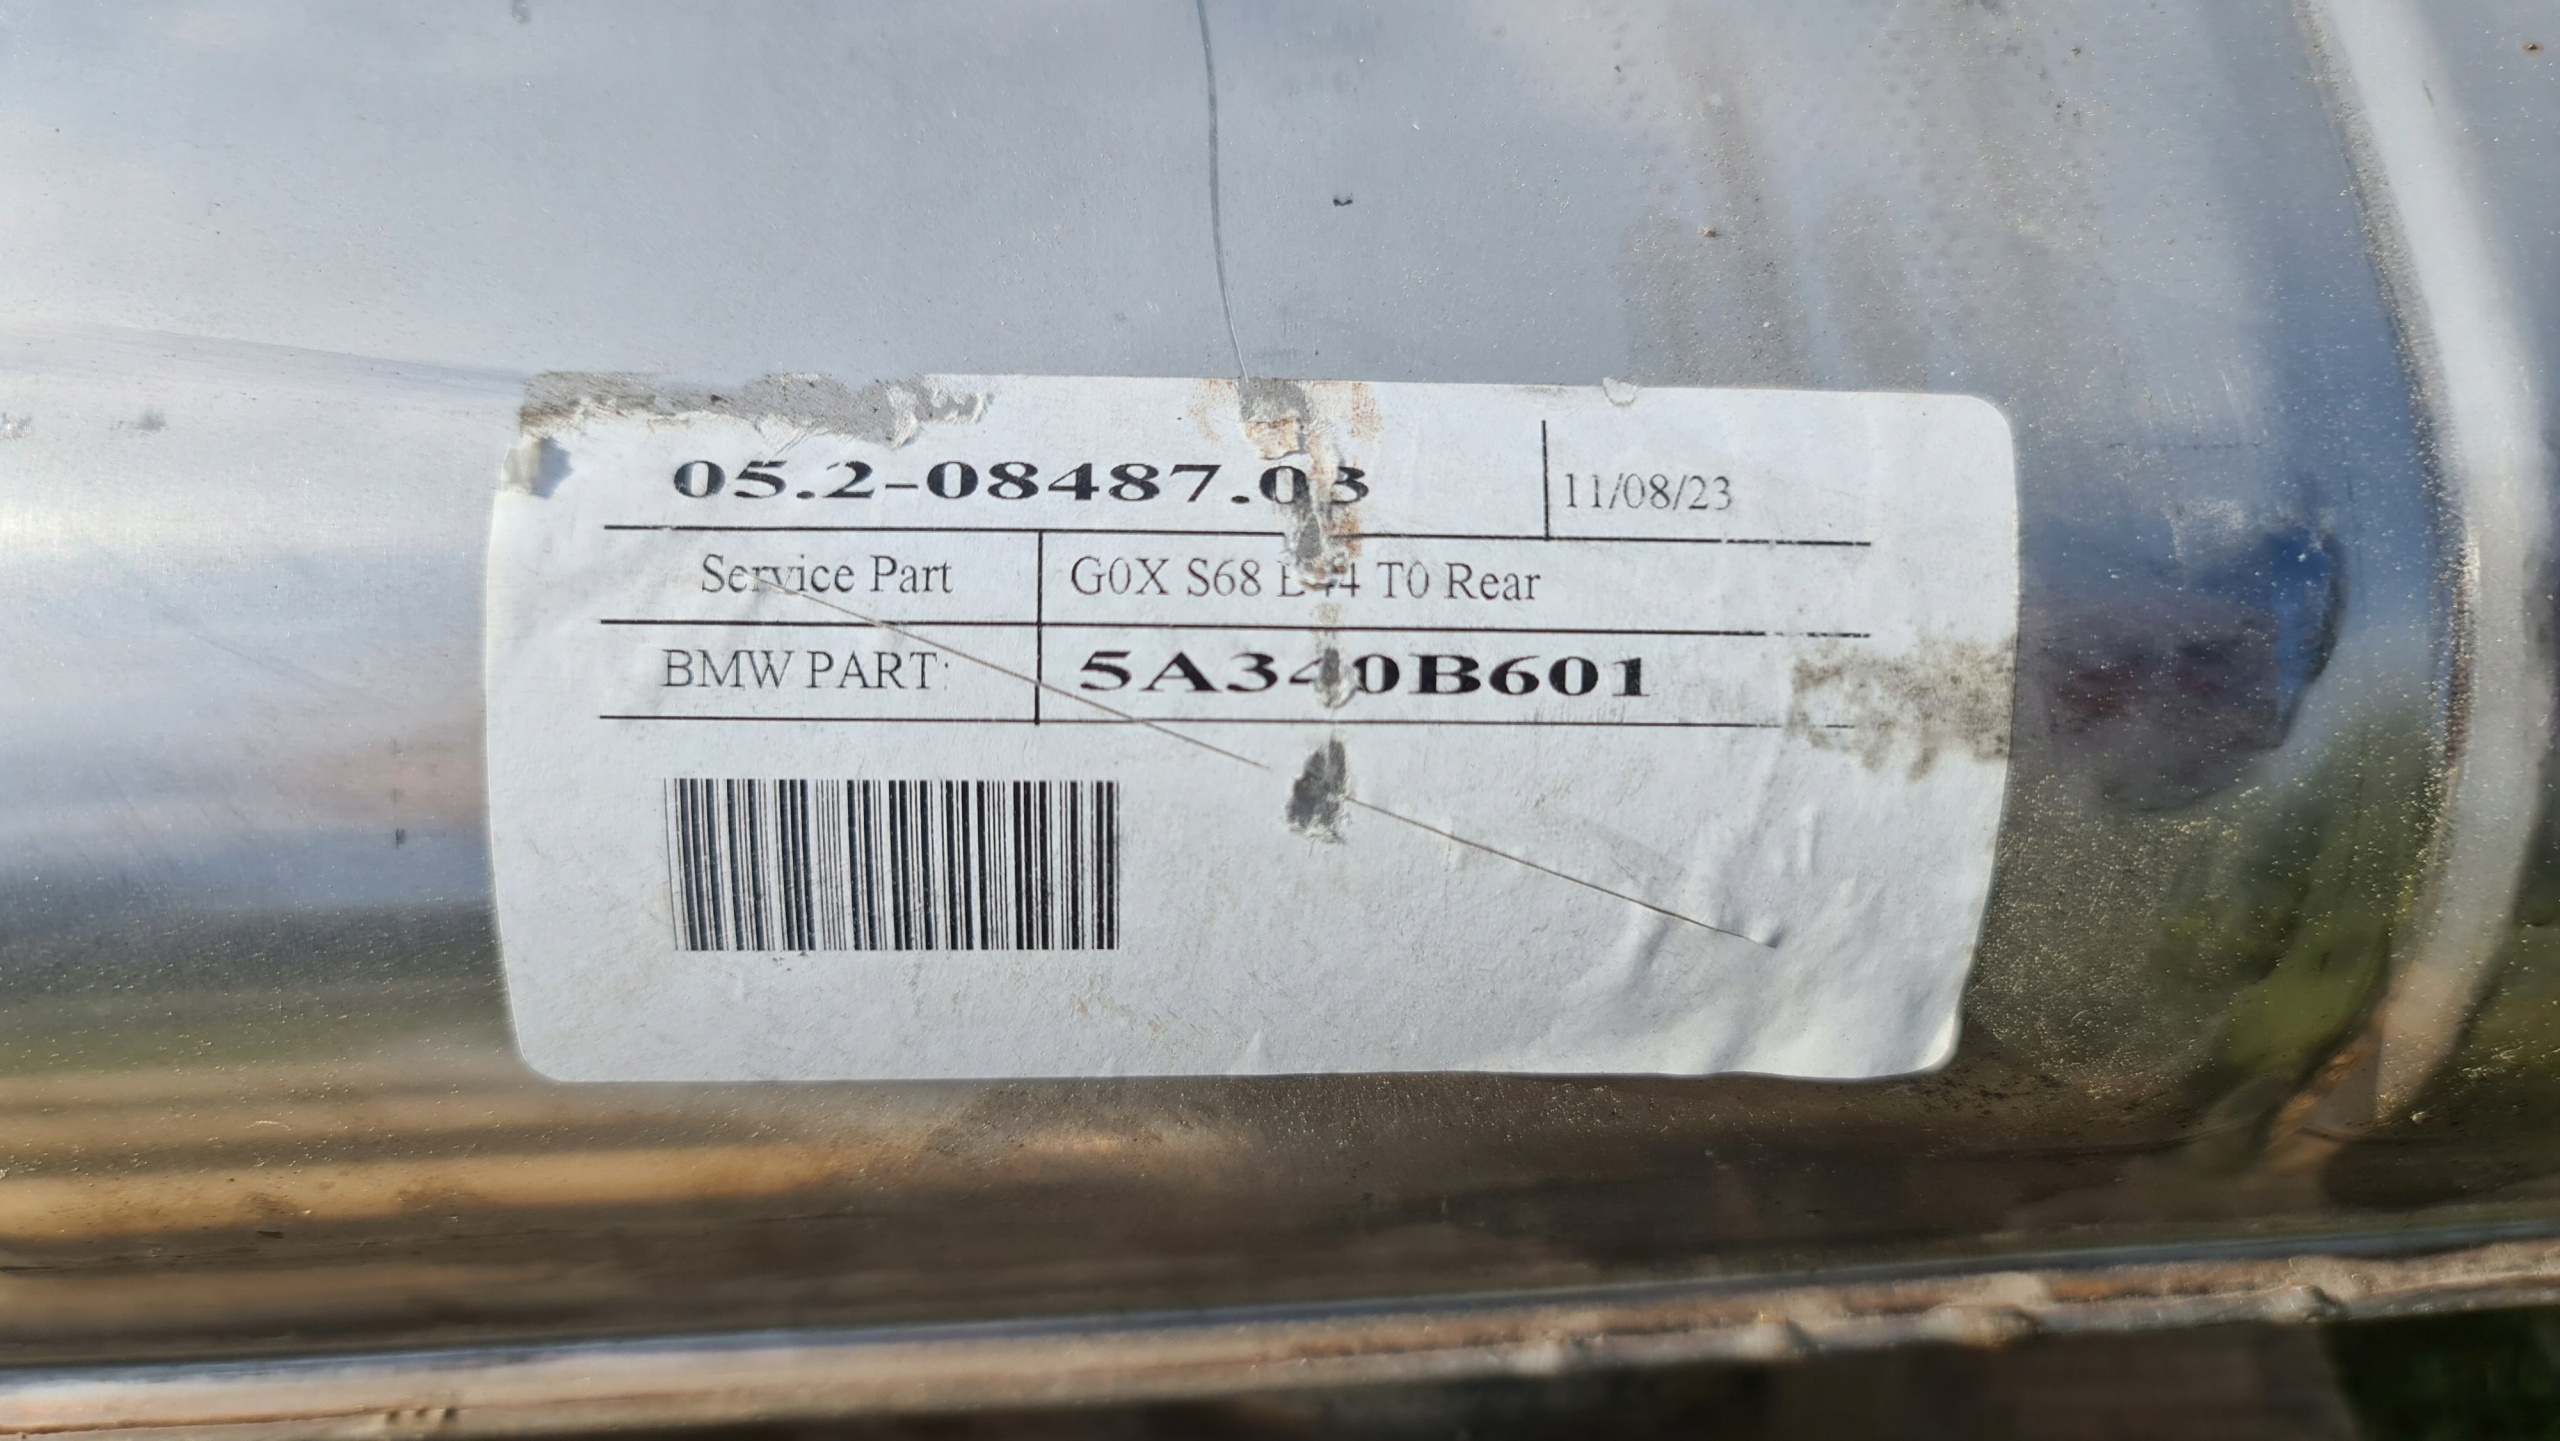 05.2-08487.03
11/08/23
Service Part
G0X S68 T0 Rear
BMW PART:
5A340B601